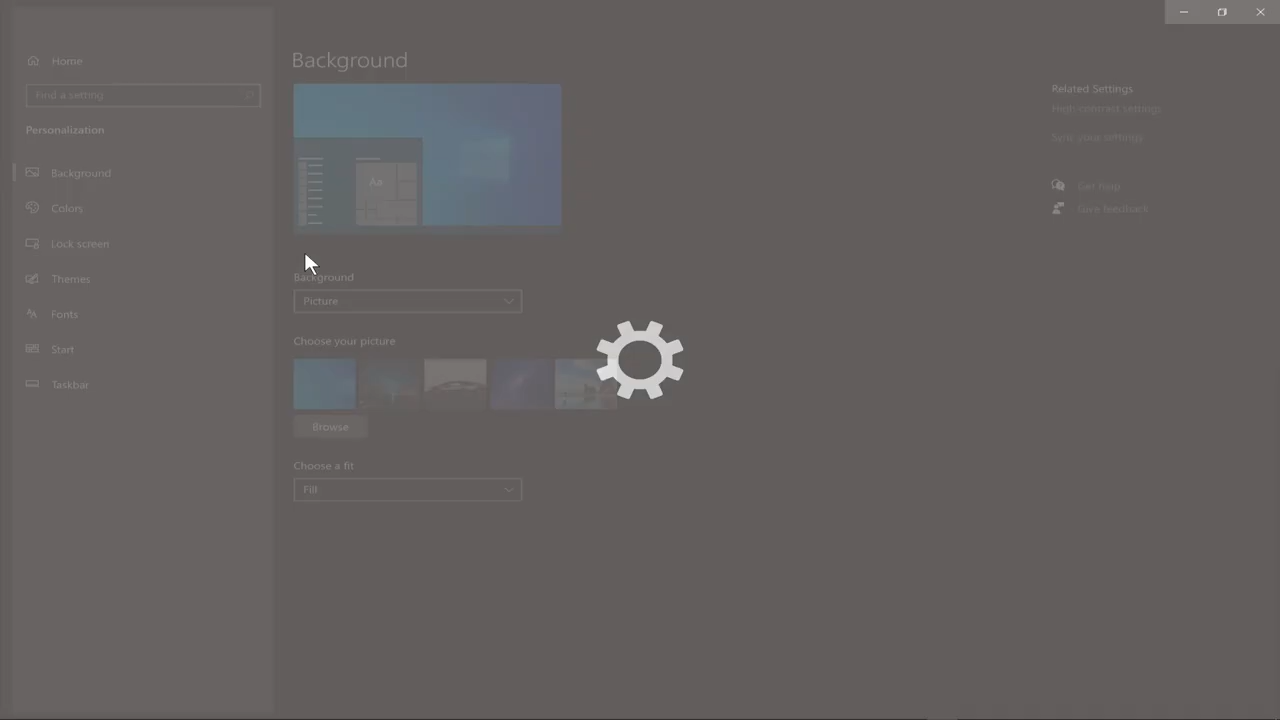 Home
Find a setting
Personalization
Background
Colors
Lock screen
Themes
Fonts
Start
Taskbar
Background
Aa
Background
Picture
Choose your picture
Browse
Choose a fit
Fill
Related Settings
High contrast settings
Sync your settings
Get help
Give feedback